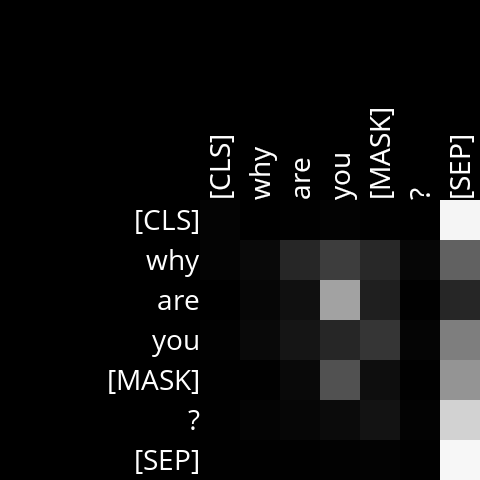 [CLS] why are you [MASK] ? [SEP]
[CLS]
why
are
you
[MASK]
?
[SEP]